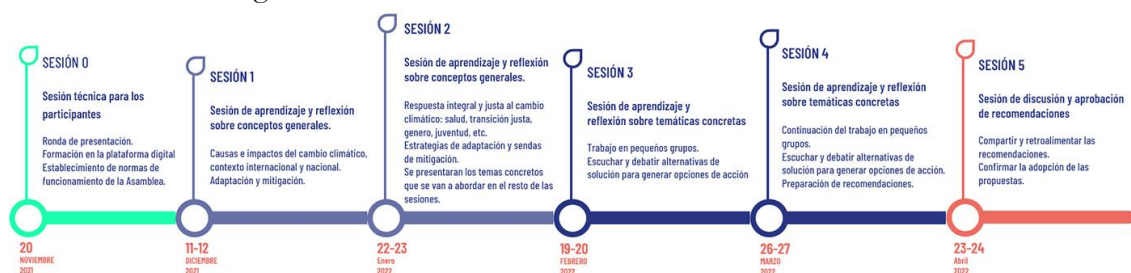 SESIÓN 0
Sesión técnica para los
participantes
Ronda de presentación.
Formación en la plataforma digital
Establecimiento de normas de
funcionamiento de la Asamblea.
20
NOVIEMBRE
2021
SESIÓN 1
Sesión de aprendizaje y reflexión
sobre conceptos generales.
Causas e impactos del cambio climático,
contexto internacional y nacional.
Adaptación y mitigación.
11-12
DICIEMBRE
2021
SESIÓN 2
Sesión de aprendizaje y reflexión
sobre conceptos generales.
Respuesta integral y justa al cambio
climático: salud, transición justa,
genero, juventud, etc.
Estrategias de adaptación y sendas
de mitigación.
Se presentaran los temas concretos
que se van a abordar en el resto de las
sesiones.
22-23
Enero
2022
SESIÓN 3
Sesión de aprendizaje y
reflexión sobre temáticas concretas
Trabajo en pequeños grupos.
Escuchar y debatir alternativas de
solución para generar opciones de acción
19-20
FEBRERO
2022
SESIÓN 4
Sesión de aprendizaje y reflexión
sobre temáticas concretas
Continuación del trabajo en pequeños
grupos.
Escuchar y debatir alternativas de
solución para generar opciones de acción.
Preparación de recomendaciones.
26-27
MARZO
2022
SESIÓN 5
Sesión de discusión y aprobación
de recomendaciones
Compartir y retroalimentar las
recomendaciones.
Confirmar la adopción de las
propuestas.
23-24
Abril
2022